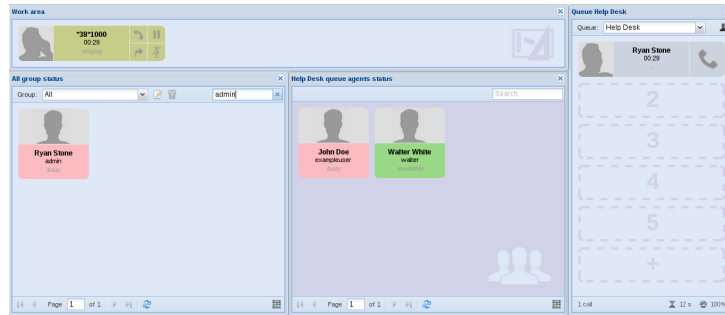 Work area
*38*1000
00:29
ringing
All group status
Group: All
admin
Ryan Stone
admin
busy
Page 1 of 1
Help Desk queue agents status
Search
John Doe
exampleuser
busy
Walter White
walter
available
Page 1 of 1
Queue Help Desk
Queue: Help Desk
Ryan Stone
00:29
2
3
4
5
+
1 call
12 s
100%